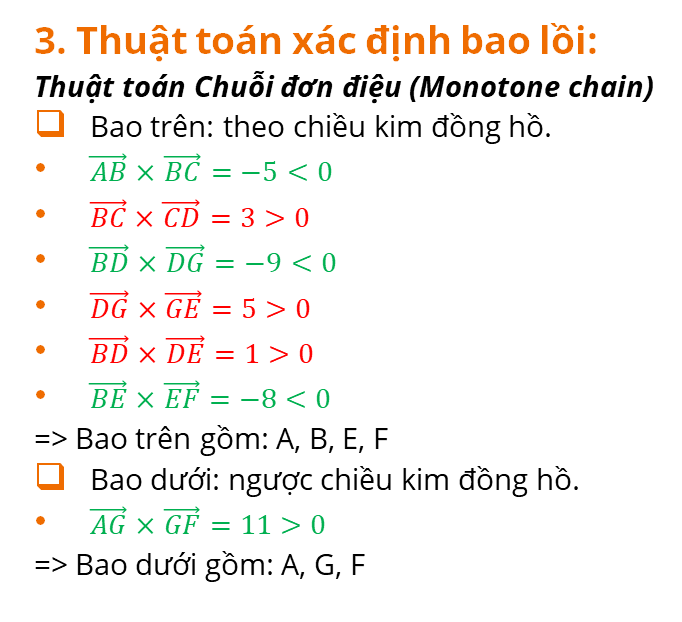 3. Thuật toán xác định bao lồi:
Thuật toán Chuỗi đơn điệu (Monotone chain)
❑ Bao trên: theo chiều kim đồng hồ.
• $\overrightarrow{AB} \times \overrightarrow{BC} = -5 < 0$
• $\overrightarrow{BC} \times \overrightarrow{CD} = 3 > 0$
• $\overrightarrow{BD} \times \overrightarrow{DG} = -9 < 0$
• $\overrightarrow{DG} \times \overrightarrow{GE} = 5 > 0$
• $\overrightarrow{BD} \times \overrightarrow{DE} = 1 > 0$
• $\overrightarrow{BE} \times \overrightarrow{EF} = -8 < 0$
=> Bao trên gồm: A, B, E, F
❑ Bao dưới: ngược chiều kim đồng hồ.
• $\overrightarrow{AG} \times \overrightarrow{GF} = 11 > 0$
=> Bao dưới gồm: A, G, F